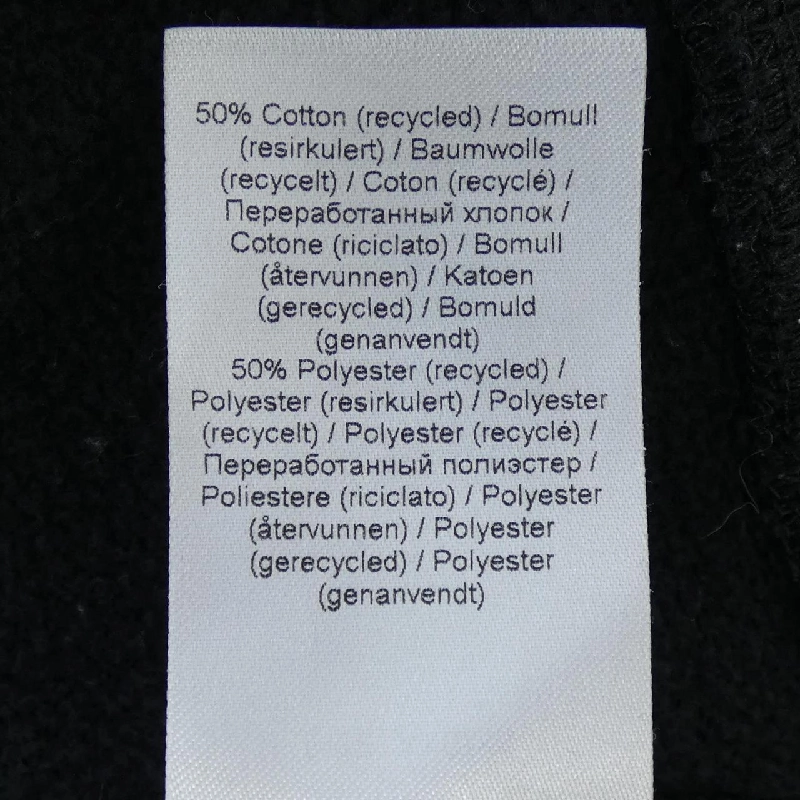 50% Cotton (recycled) / Bomull
(resirkulert) / Baumwolle
(recycelt) / Coton (recyclé) /
Переработанный хлопок /
Cotone (riciclato) / Bomull
(återvunnen) / Katoen
(gerecycled) / Bomuld
(genanvendt)
50% Polyester (recycled) /
Polyester (resirkulert) / Polyester
(recycelt) / Polyester (recyclé) /
Переработанный полиэстер /
Poliestere (riciclato) / Polyester
(återvunnen) / Polyester
(gerecycled) / Polyester
(genanvendt)